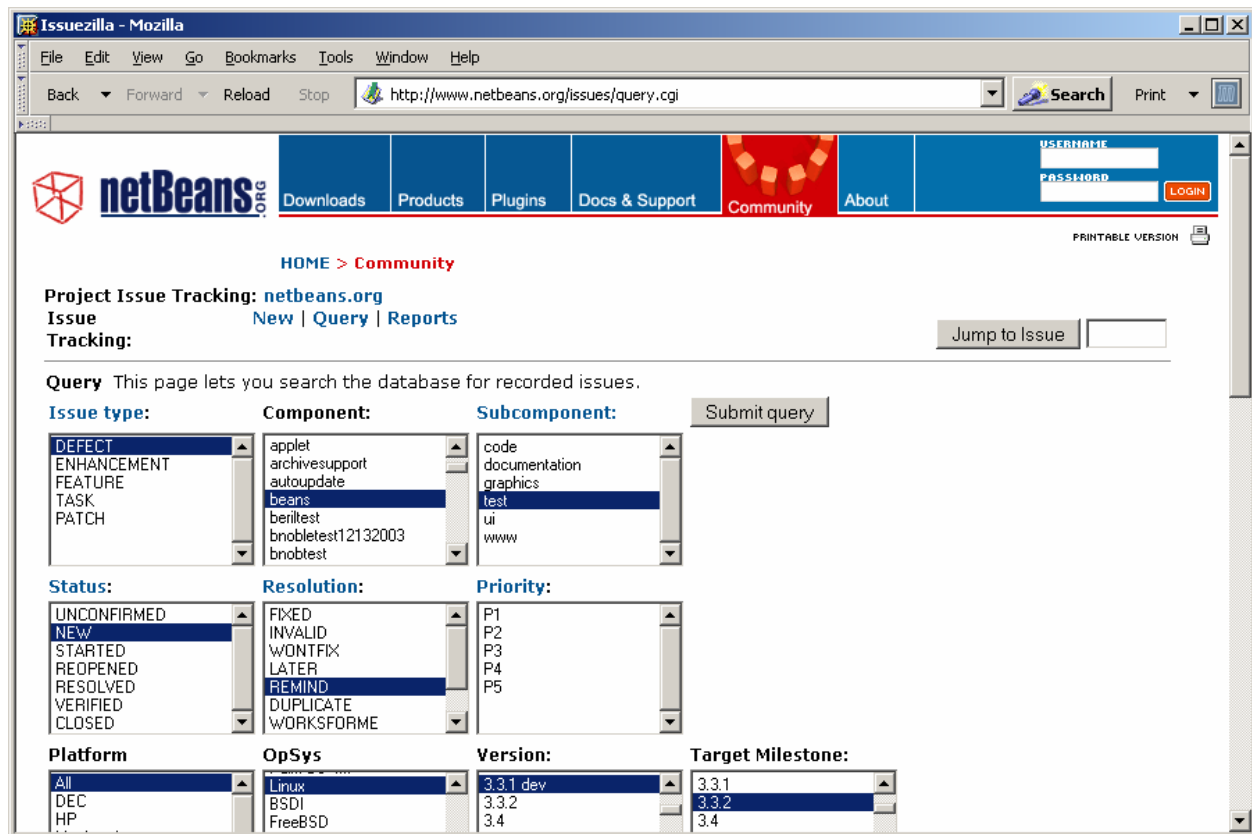 Issuezilla - Mozilla
File Edit View Go Bookmarks Tools Window Help
Back Forward Reload Stop http://www.netbeans.org/issues/query.cgi Search Print
netBeans.ORG
Downloads Products Plugins Docs & Support Community About
USERNAME
PASSWORD
LOGIN
PRINTABLE VERSION
HOME > Community
Project Issue Tracking: netbeans.org
Issue Tracking: New | Query | Reports
Jump to Issue
Query This page lets you search the database for recorded issues.
Issue type: Component: Subcomponent: Submit query
DEFECT
ENHANCEMENT
FEATURE
TASK
PATCH
applet
archivesupport
autoupdate
beans
beriltest
bnobletest12132003
bnobtest
code
documentation
graphics
test
ui
www
Status: Resolution: Priority:
UNCONFIRMED
NEW
STARTED
REOPENED
RESOLVED
VERIFIED
CLOSED
FIXED
INVALID
WONTFIX
LATER
REMIND
DUPLICATE
WORKSFORME
P1
P2
P3
P4
P5
Platform OpSys Version: Target Milestone:
All
DEC
HP
Linux
BSDI
FreeBSD
3.3.1 dev
3.3.2
3.4
3.3.1
3.3.2
3.4